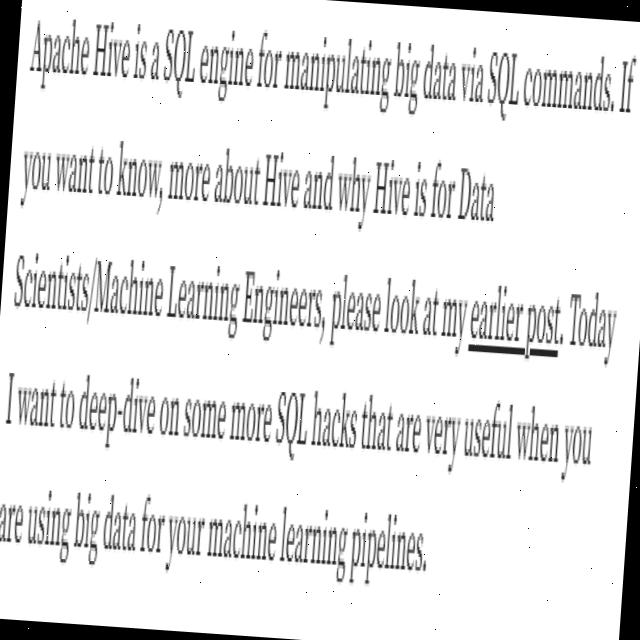 Apache Hive is a SQL engine for manipulating big data via SQL commands. If
you want to know, more about Hive and why Hive is for Data
Scientists/Machine Learning Engineers, please look at my earlier post. Today
I want to deep-dive on some more SQL hacks that are very useful when you
are using big data for your machine learning pipelines.